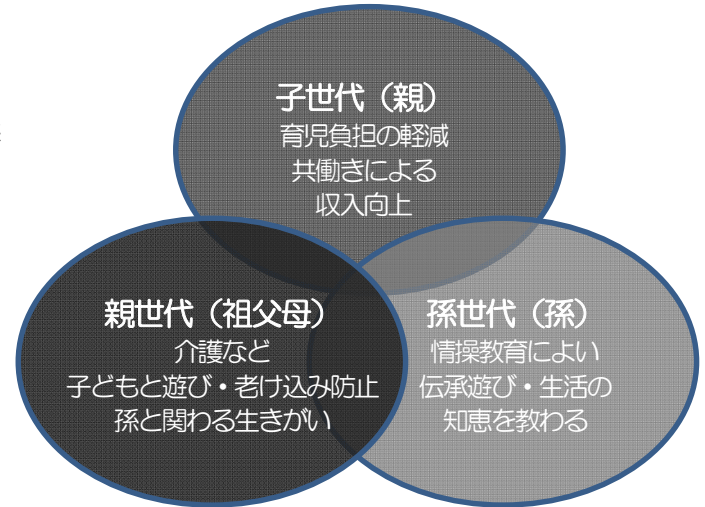 子世代（親）
育児負担の軽減
共働きによる
収入向上
親世代（祖父母）
介護など
子どもと遊び・老け込み防止
孫と関わる生きがい
孫世代（孫）
情操教育によい
伝承遊び・生活の
知恵を教わる